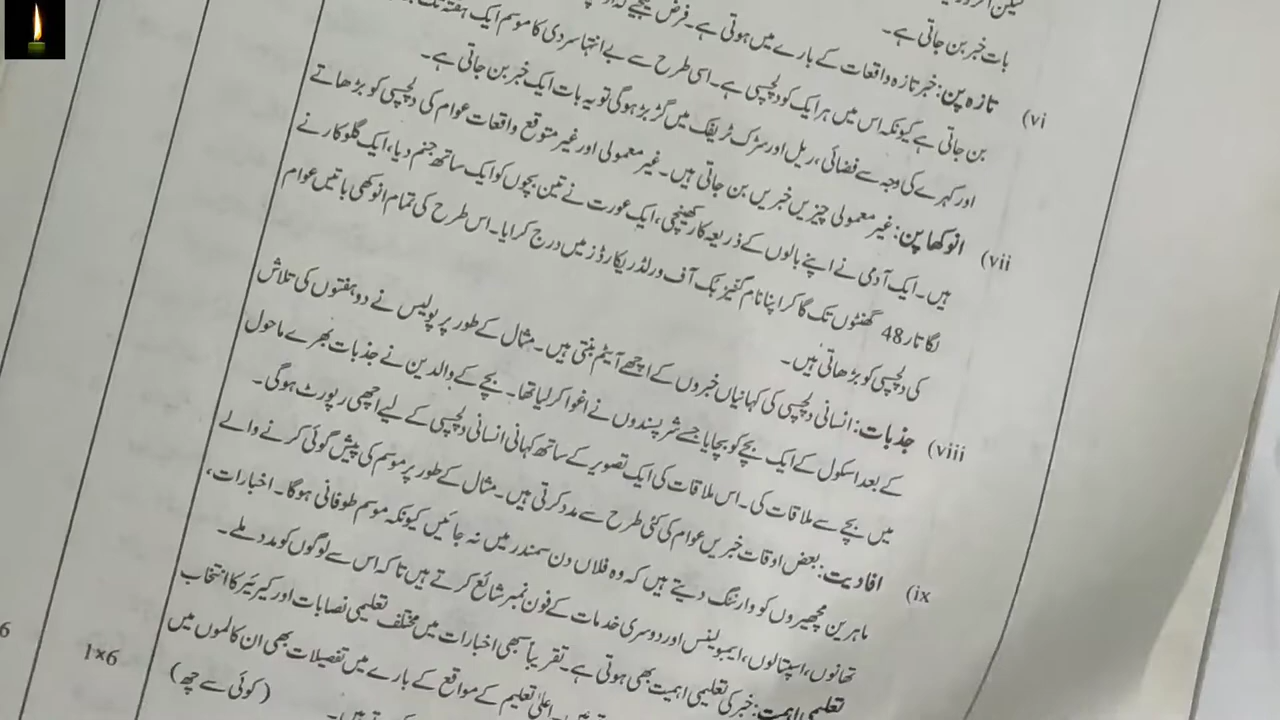 لیکن اگر
بات خبر بن جاتی ہے۔
vi) تازہ پن: خبر تازہ واقعات کے بارے میں ہوتی ہے۔ فرض کیجیے
بن جاتی ہے کیونکہ اس میں ہر ایک کو دلچسپی ہے۔ اسی طرح سے بے انتہا سردی کا موسم ایک ہفتہ تک
اور کہرے کی وجہ سے فضائی، ریل اور سڑک ٹریفک میں گڑبڑ ہوگی تو یہ بات ایک خبر بن جاتی ہے۔
vii) انوکھا پن: غیر معمولی چیزیں خبریں بن جاتی ہیں۔ غیر معمولی اور غیر متوقع واقعات عوام کی دلچسپی کو بڑھاتے
ہیں۔ ایک آدمی نے اپنے بالوں کے ذریعہ کار کھینچی، ایک عورت نے تین بچوں کو ایک ساتھ جنم دیا، ایک گلوکار نے
لگاتار 48 گھنٹوں تک گا کر اپنا نام گنیز بک آف ورلڈ ریکارڈز میں درج کرایا۔ اس طرح کی تمام انوکھی باتیں عوام
کی دلچسپی کو بڑھاتی ہیں۔
viii) جذبات: انسانی دلچسپی کی کہانیاں خبروں کے اچھے آئیٹم بنتی ہیں۔ مثال کے طور پر پولیس نے دو ہفتوں کی تلاش
کے بعد اسکول کے ایک بچے کو بچایا جسے شرپسندوں نے اغوا کر لیا تھا۔ بچے کے والدین نے جذبات بھرے ماحول
میں بچے سے ملاقات کی۔ اس ملاقات کی ایک تصویر کے ساتھ کہانی انسانی دلچسپی کے لیے اچھی رپورٹ ہوگی۔
ix) افادیت: بعض اوقات خبریں عوام کی کئی طرح سے مدد کرتی ہیں۔ مثال کے طور پر موسم کی پیش گوئی کرنے والے
ماہرین مچھیروں کو وارننگ دیتے ہیں کہ وہ فلاں دن سمندر میں نہ جائیں کیونکہ موسم طوفانی ہوگا۔ اخبارات،
تھانوں، اسپتالوں، ایمبولینس اور دوسری خدمات کے فون نمبر شائع کرتے ہیں تاکہ اس سے لوگوں کو مدد ملے۔
تعلیمی اہمیت: خبر کی تعلیمی اہمیت بھی ہوتی ہے۔ تقریباً سبھی اخبارات میں مختلف تعلیمی نصابات اور کیریئر کا انتخاب
اعلیٰ تعلیم کے مواقع کے بارے میں تفصیلات بھی ان کالموں میں
(کوئی سے چھ)
1×6
6